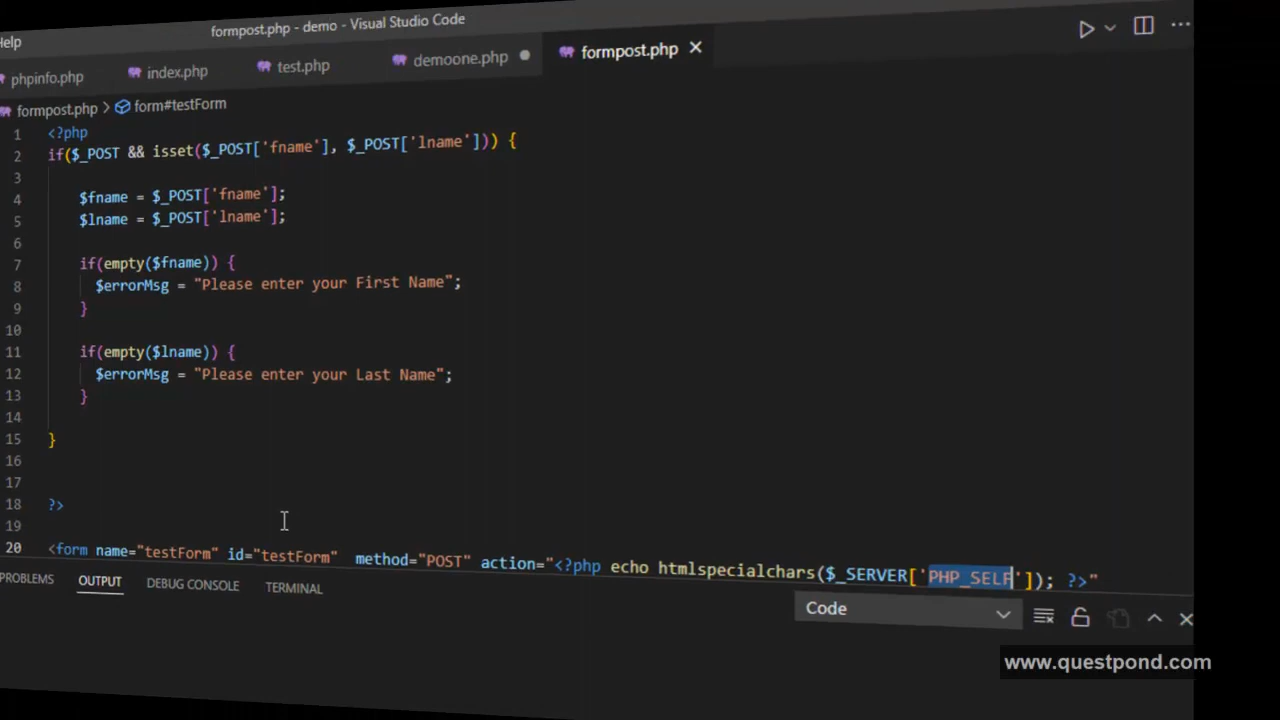 Help
formpost.php - demo - Visual Studio Code
phpinfo.php
index.php
test.php
demoone.php
formpost.php
formpost.php > form#testForm
1 <?php
2 if($_POST && isset($_POST['fname'], $_POST['lname'])) {
3
4 $fname = $_POST['fname'];
5 $lname = $_POST['lname'];
6
7 if(empty($fname)) {
8 $errorMsg = "Please enter your First Name";
9 }
10
11 if(empty($lname)) {
12 $errorMsg = "Please enter your Last Name";
13 }
14
15 }
16
17
18 ?>
19
20 <form name="testForm" id="testForm"  method="POST" action="<?php echo htmlspecialchars($_SERVER['PHP_SELF']); ?>"
PROBLEMS
OUTPUT
DEBUG CONSOLE
TERMINAL
Code
www.questpond.com